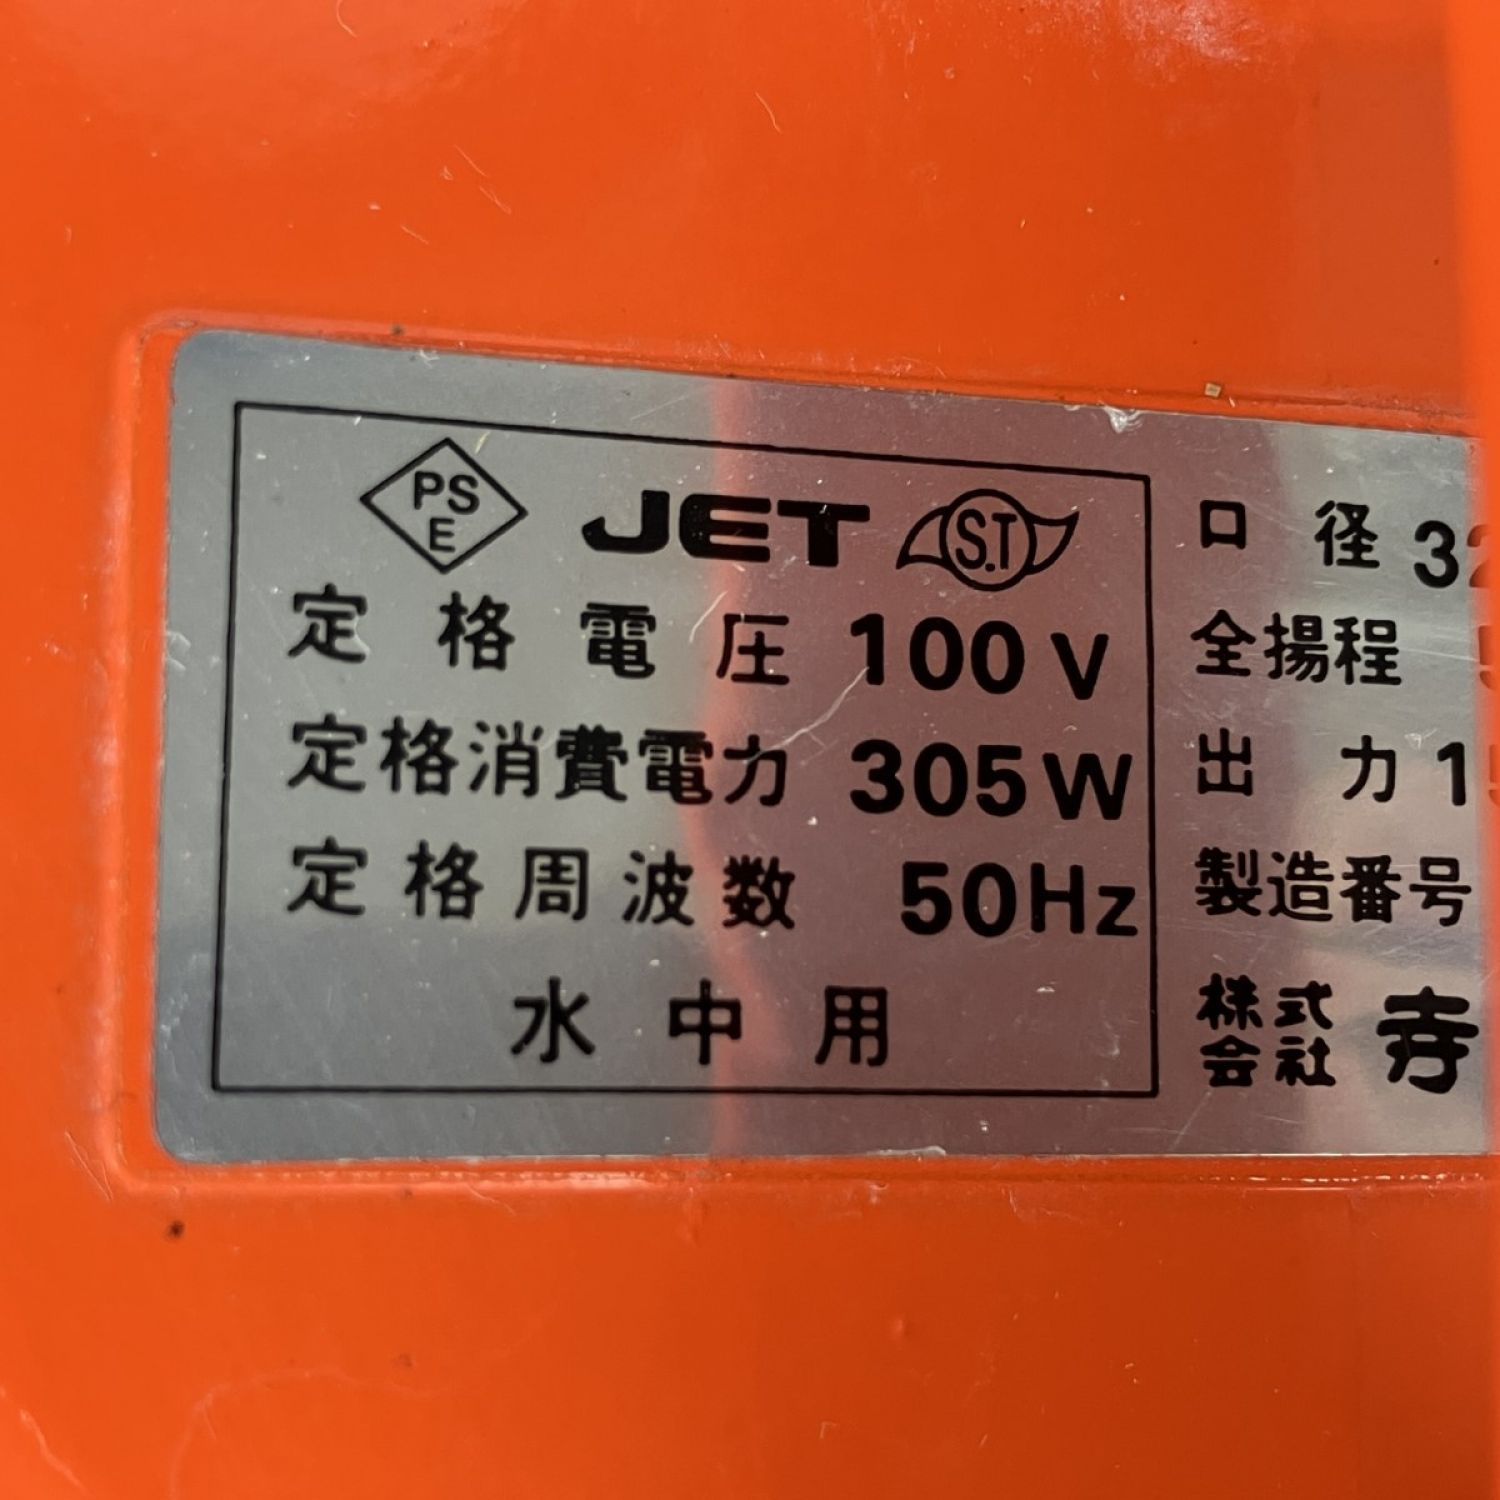 PS
E
JET
S.T
定格電圧 100V
定格消費電力 305W
定格周波数 50Hz
水中用
口径 3
全揚程
出力 1
製造番号
株式
会社 寺